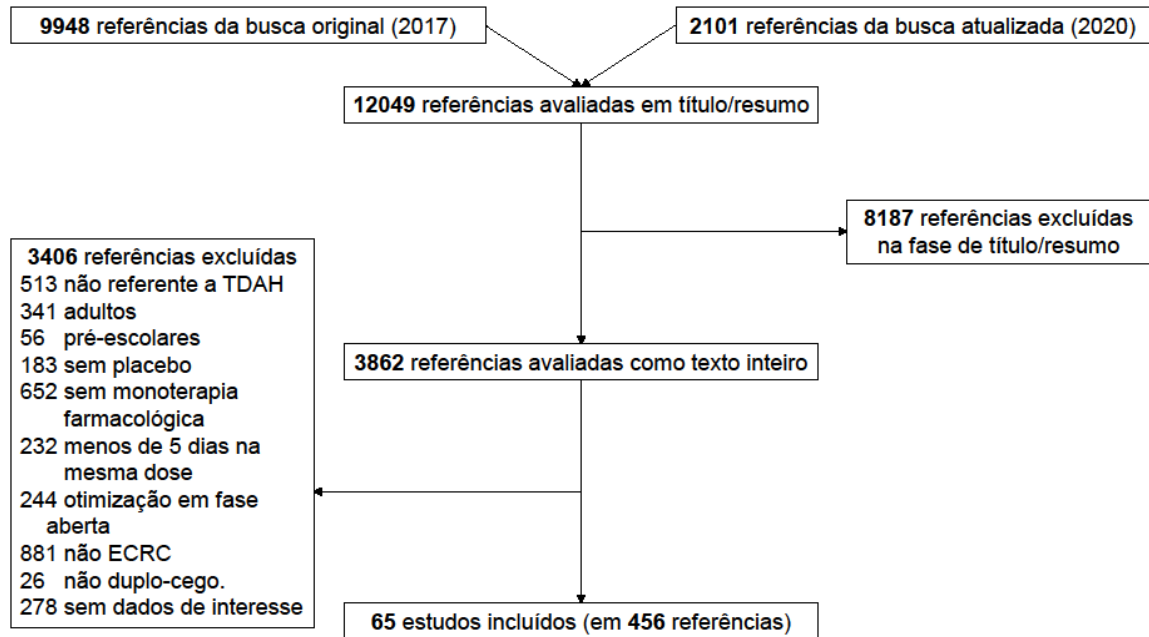 9948 referências da busca original (2017)
2101 referências da busca atualizada (2020)
12049 referências avaliadas em título/resumo
8187 referências excluídas
na fase de título/resumo
3406 referências excluídas
513 não referente a TDAH
341 adultos
56 pré-escolares
183 sem placebo
652 sem monoterapia
farmacológica
232 menos de 5 dias na
mesma dose
244 otimização em fase
aberta
881 não ECRC
26 não duplo-cego.
278 sem dados de interesse
3862 referências avaliadas como texto inteiro
65 estudos incluídos (em 456 referências)